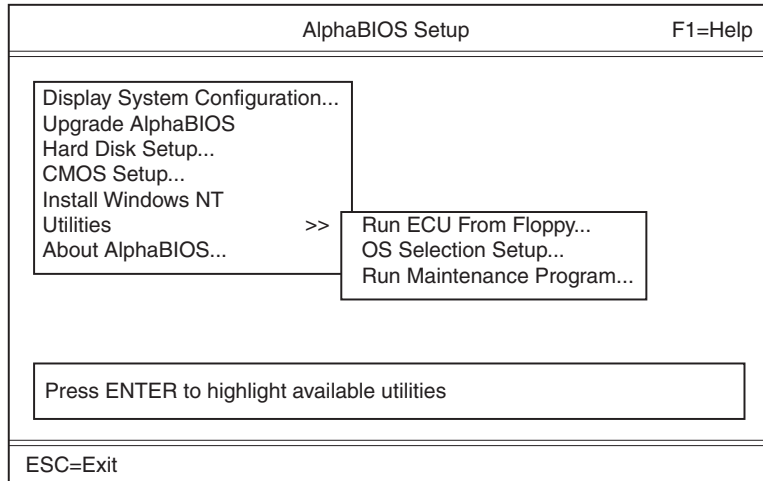 AlphaBIOS Setup F1=Help
Display System Configuration...
Upgrade AlphaBIOS
Hard Disk Setup...
CMOS Setup...
Install Windows NT
Utilities >>
About AlphaBIOS...
Run ECU From Floppy...
OS Selection Setup...
Run Maintenance Program...
Press ENTER to highlight available utilities
ESC=Exit